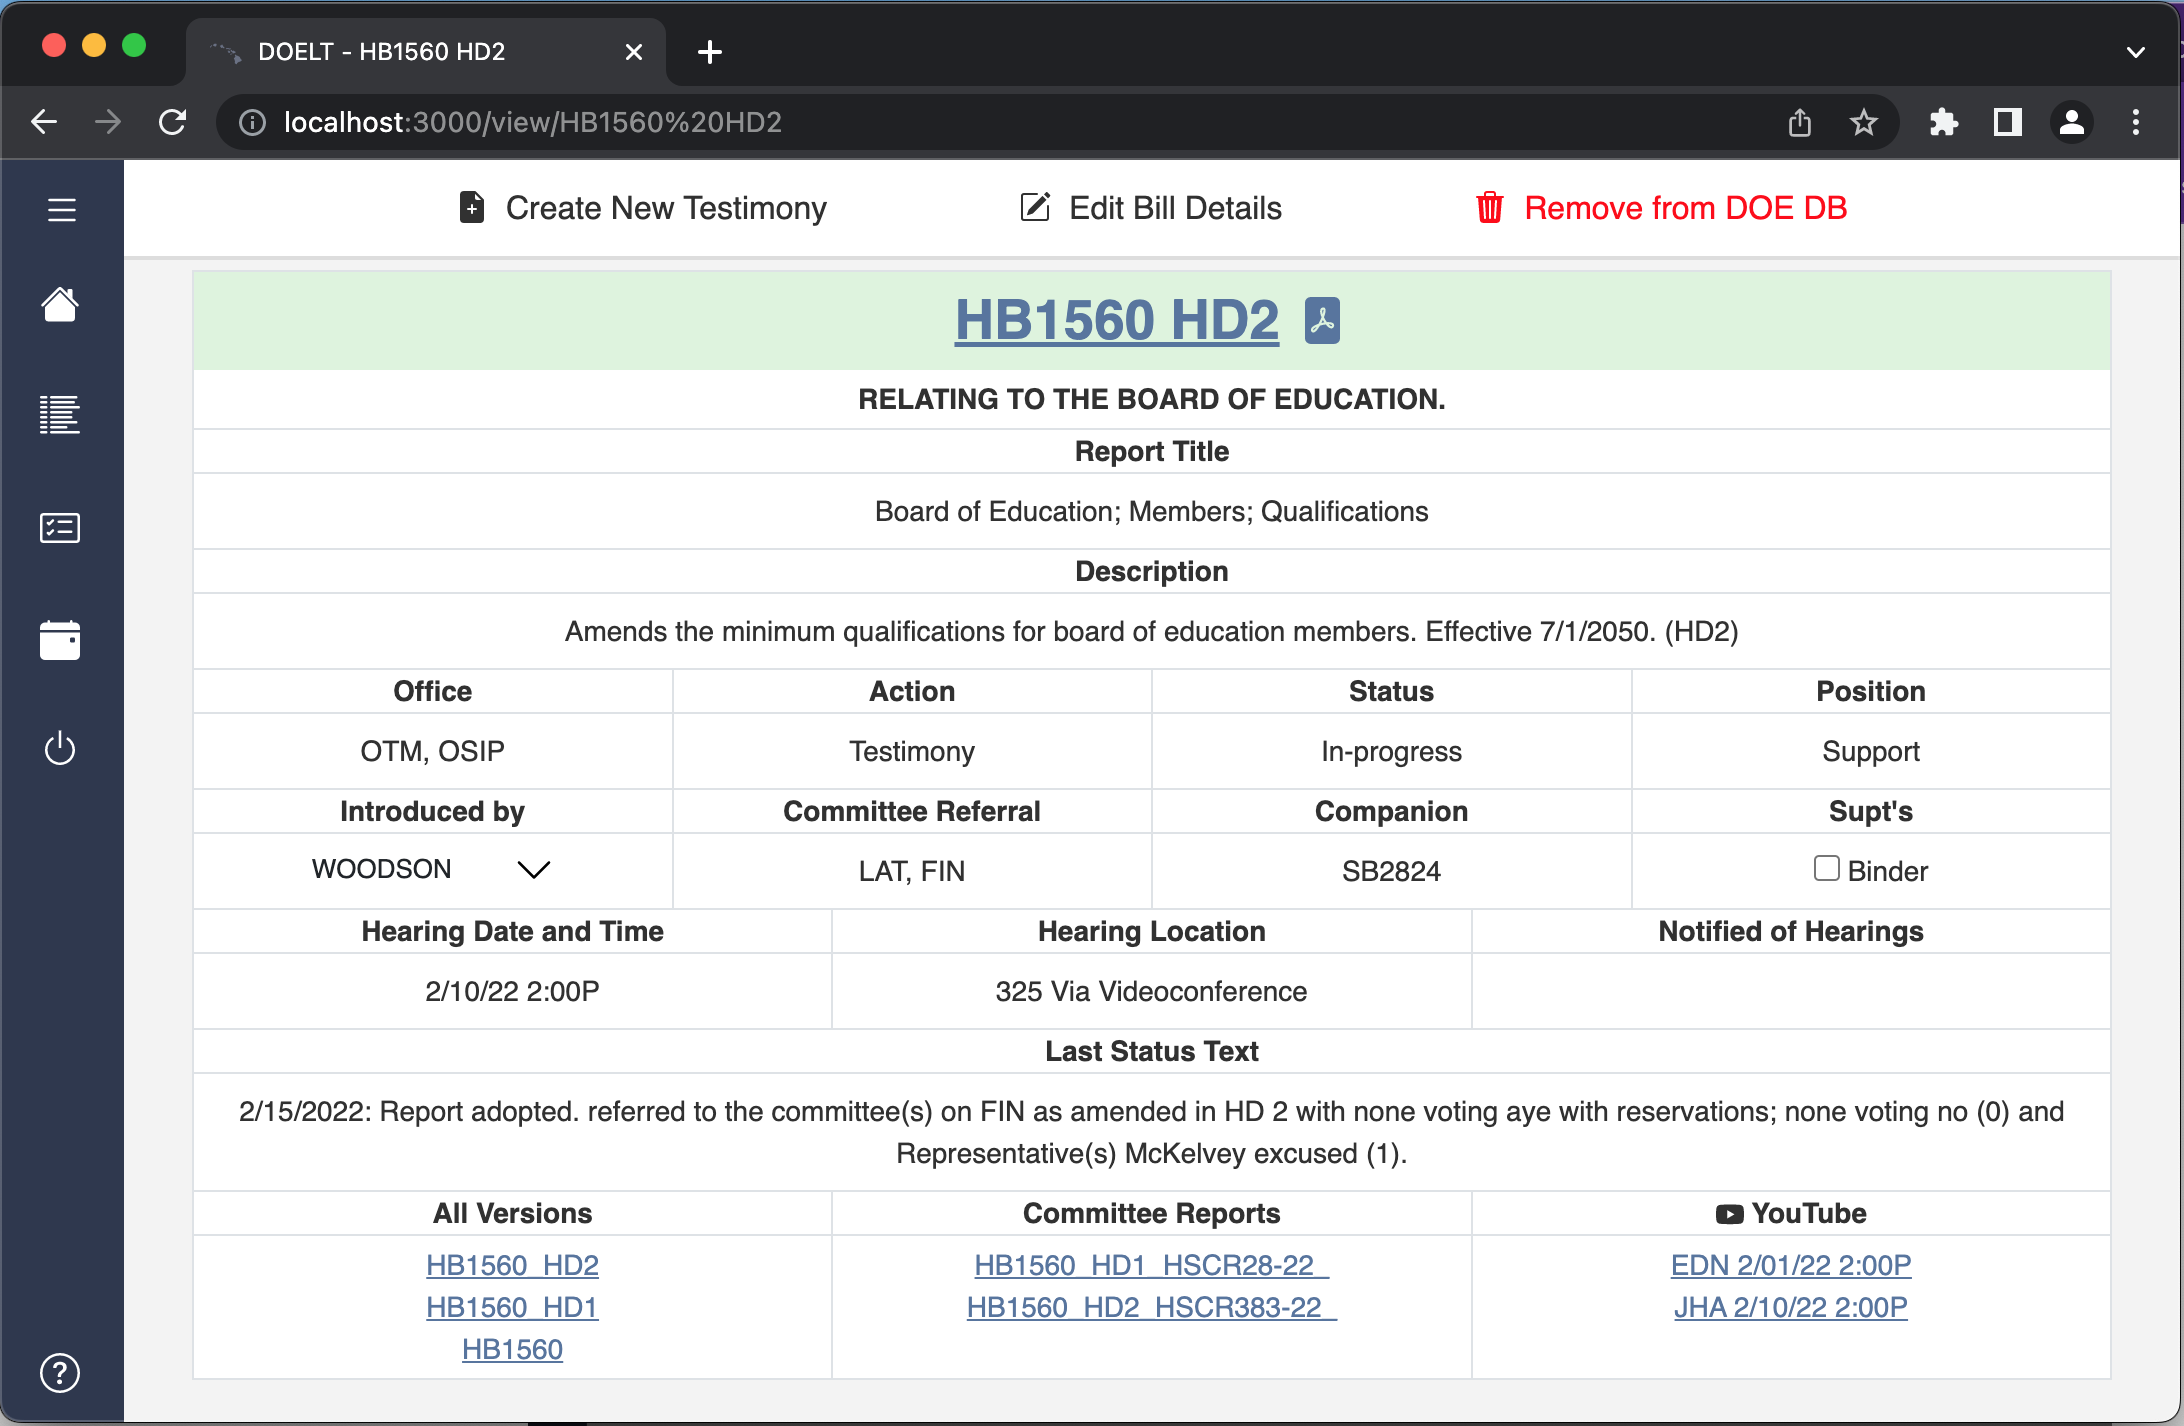 DOELT - HB1560 HD2
localhost:3000/view/HB1560%20HD2
Create New Testimony
Edit Bill Details
Remove from DOE DB
HB1560 HD2
RELATING TO THE BOARD OF EDUCATION.
Report Title
Board of Education; Members; Qualifications
Description
Amends the minimum qualifications for board of education members. Effective 7/1/2050. (HD2)
Office Action Status Position
OTM, OSIP Testimony In-progress Support
Introduced by Committee Referral Companion Supt's
WOODSON LAT, FIN SB2824 Binder
Hearing Date and Time Hearing Location Notified of Hearings
2/10/22 2:00P 325 Via Videoconference
Last Status Text
2/15/2022: Report adopted. referred to the committee(s) on FIN as amended in HD 2 with none voting aye with reservations; none voting no (0) and
Representative(s) McKelvey excused (1).
All Versions Committee Reports YouTube
HB1560_HD2 HB1560_HD1_HSCR28-22_ EDN 2/01/22 2:00P
HB1560_HD1 HB1560_HD2_HSCR383-22_ JHA 2/10/22 2:00P
HB1560